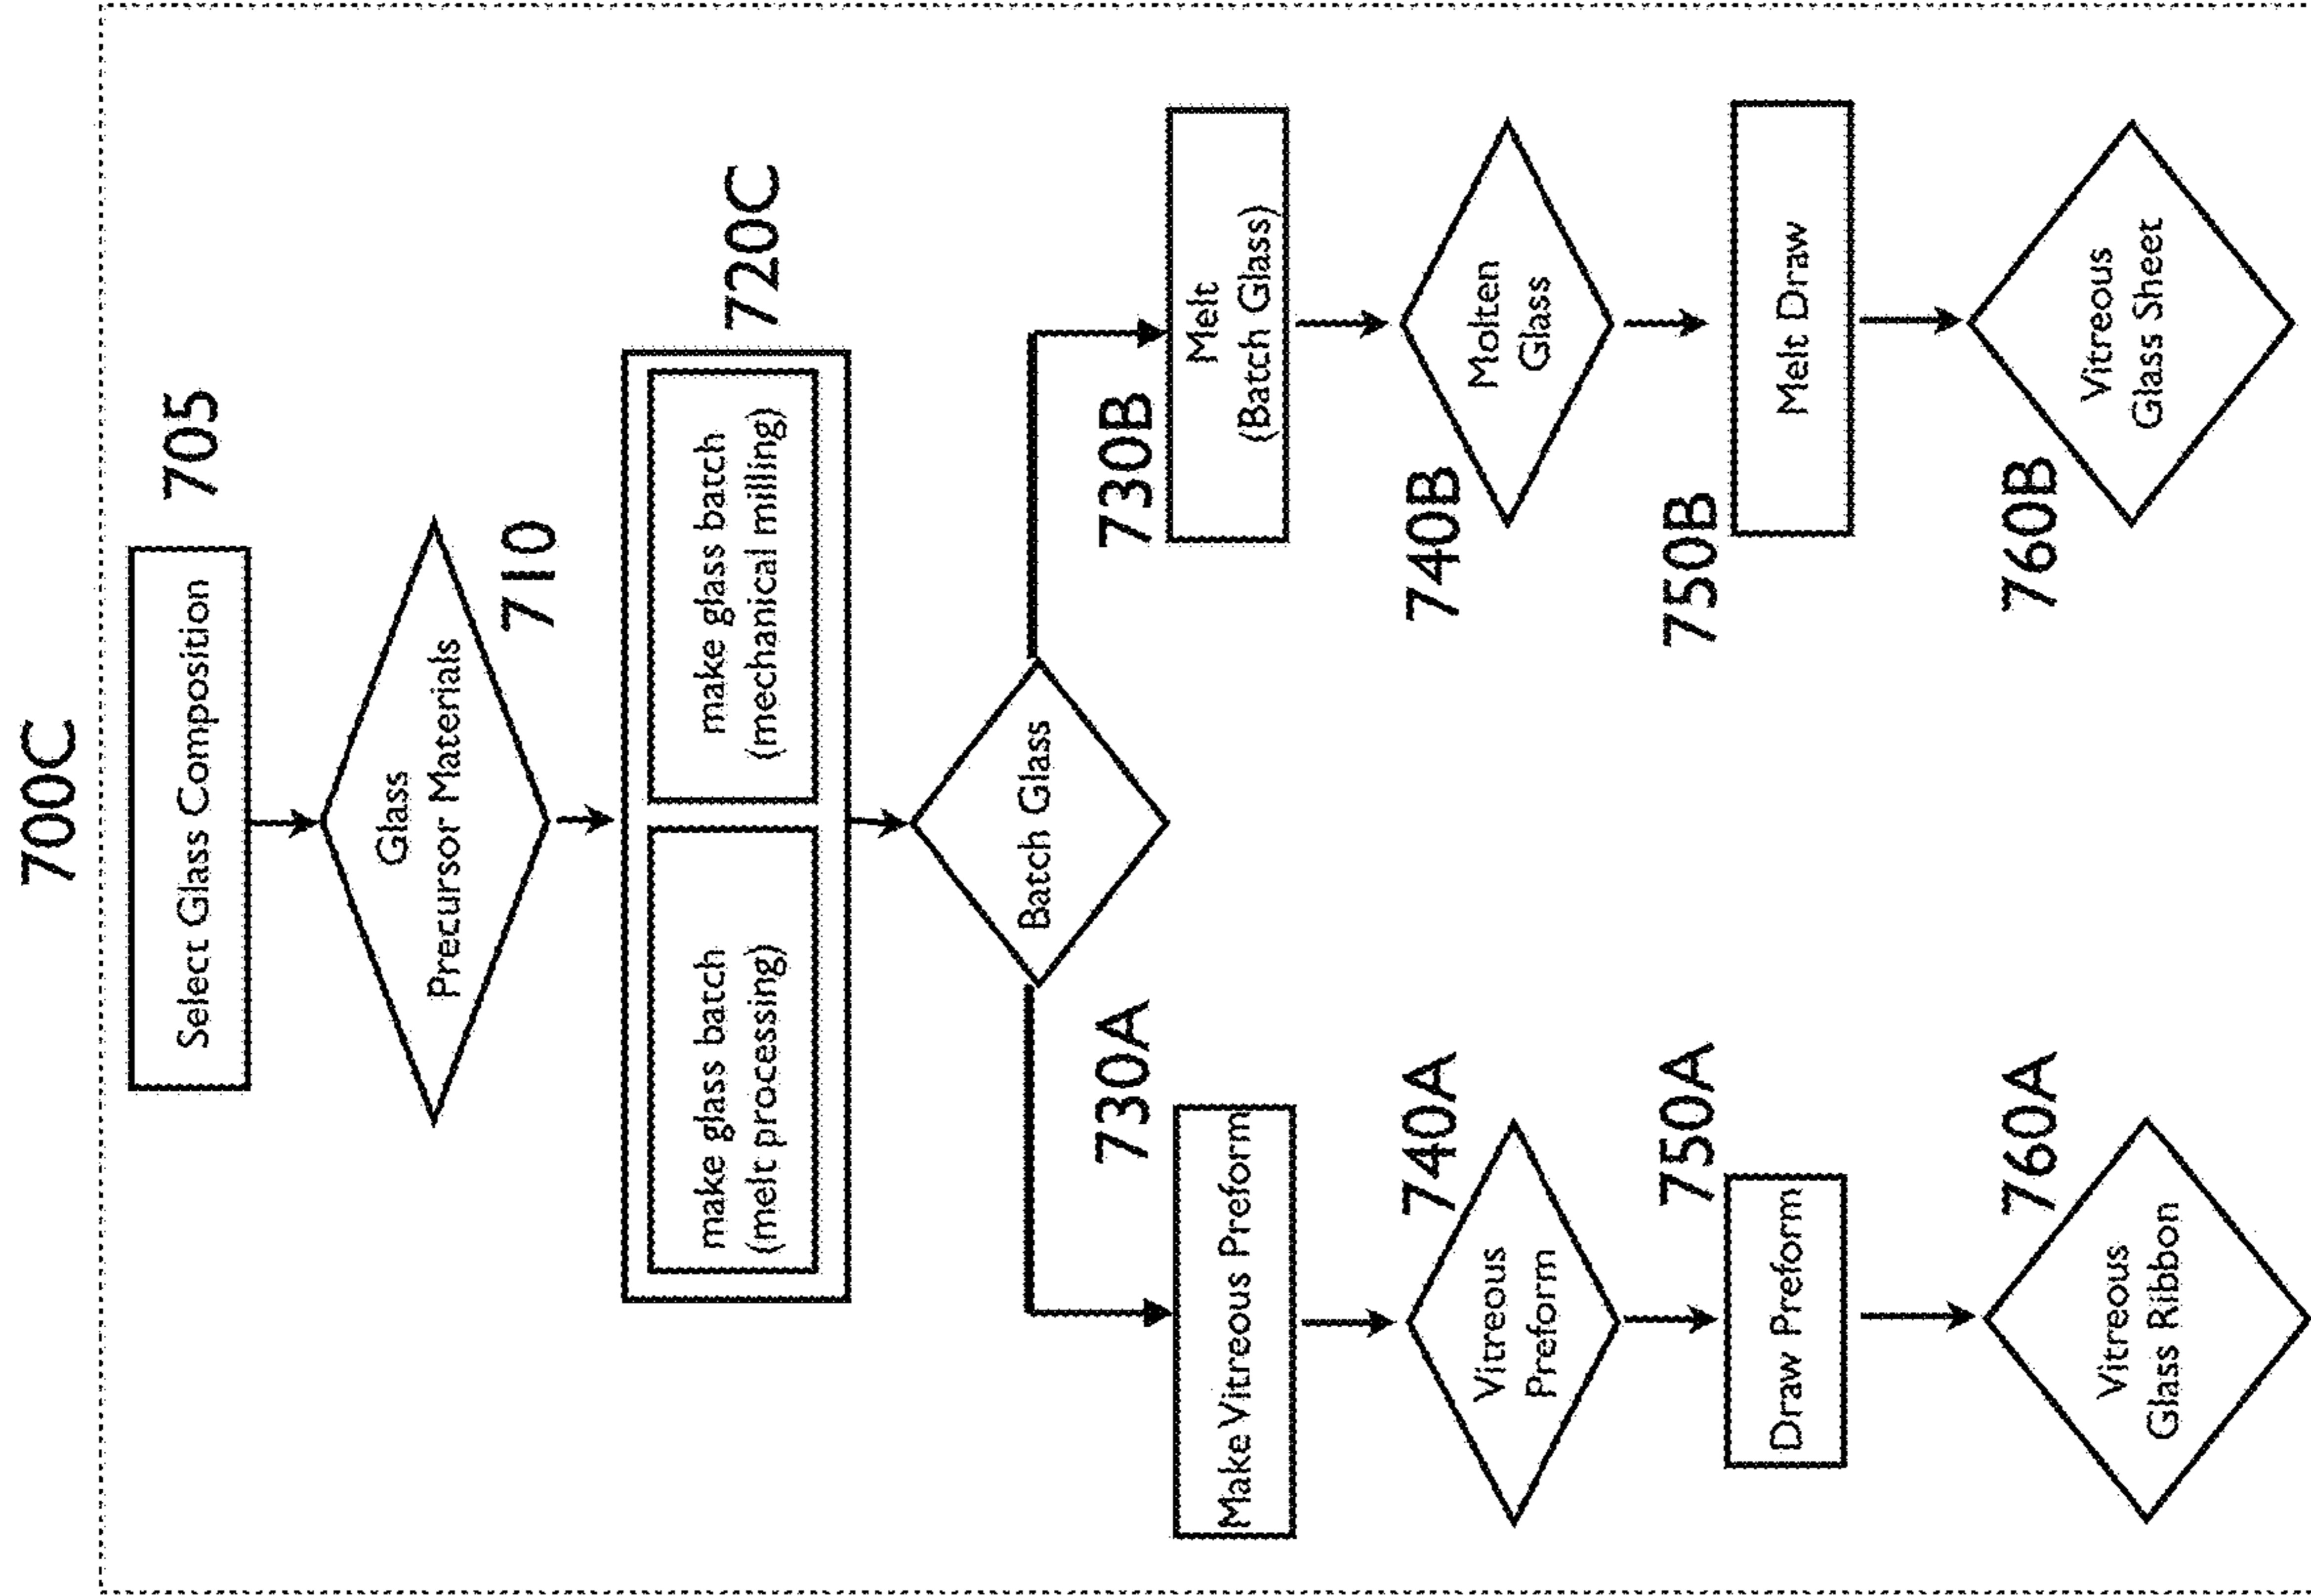 700C
Select Glass Composition
705
Glass
Precursor Materials
710
make glass batch
(melt processing)
make glass batch
(mechanical milling)
720C
Batch Glass
730A
Make Vitreous Preform
730B
Melt
(Batch Glass)
740A
Vitreous
Preform
740B
Molten
Glass
750A
Draw Preform
750B
Melt Draw
760A
Vitreous
Glass Ribbon
760B
Vitreous
Glass Sheet